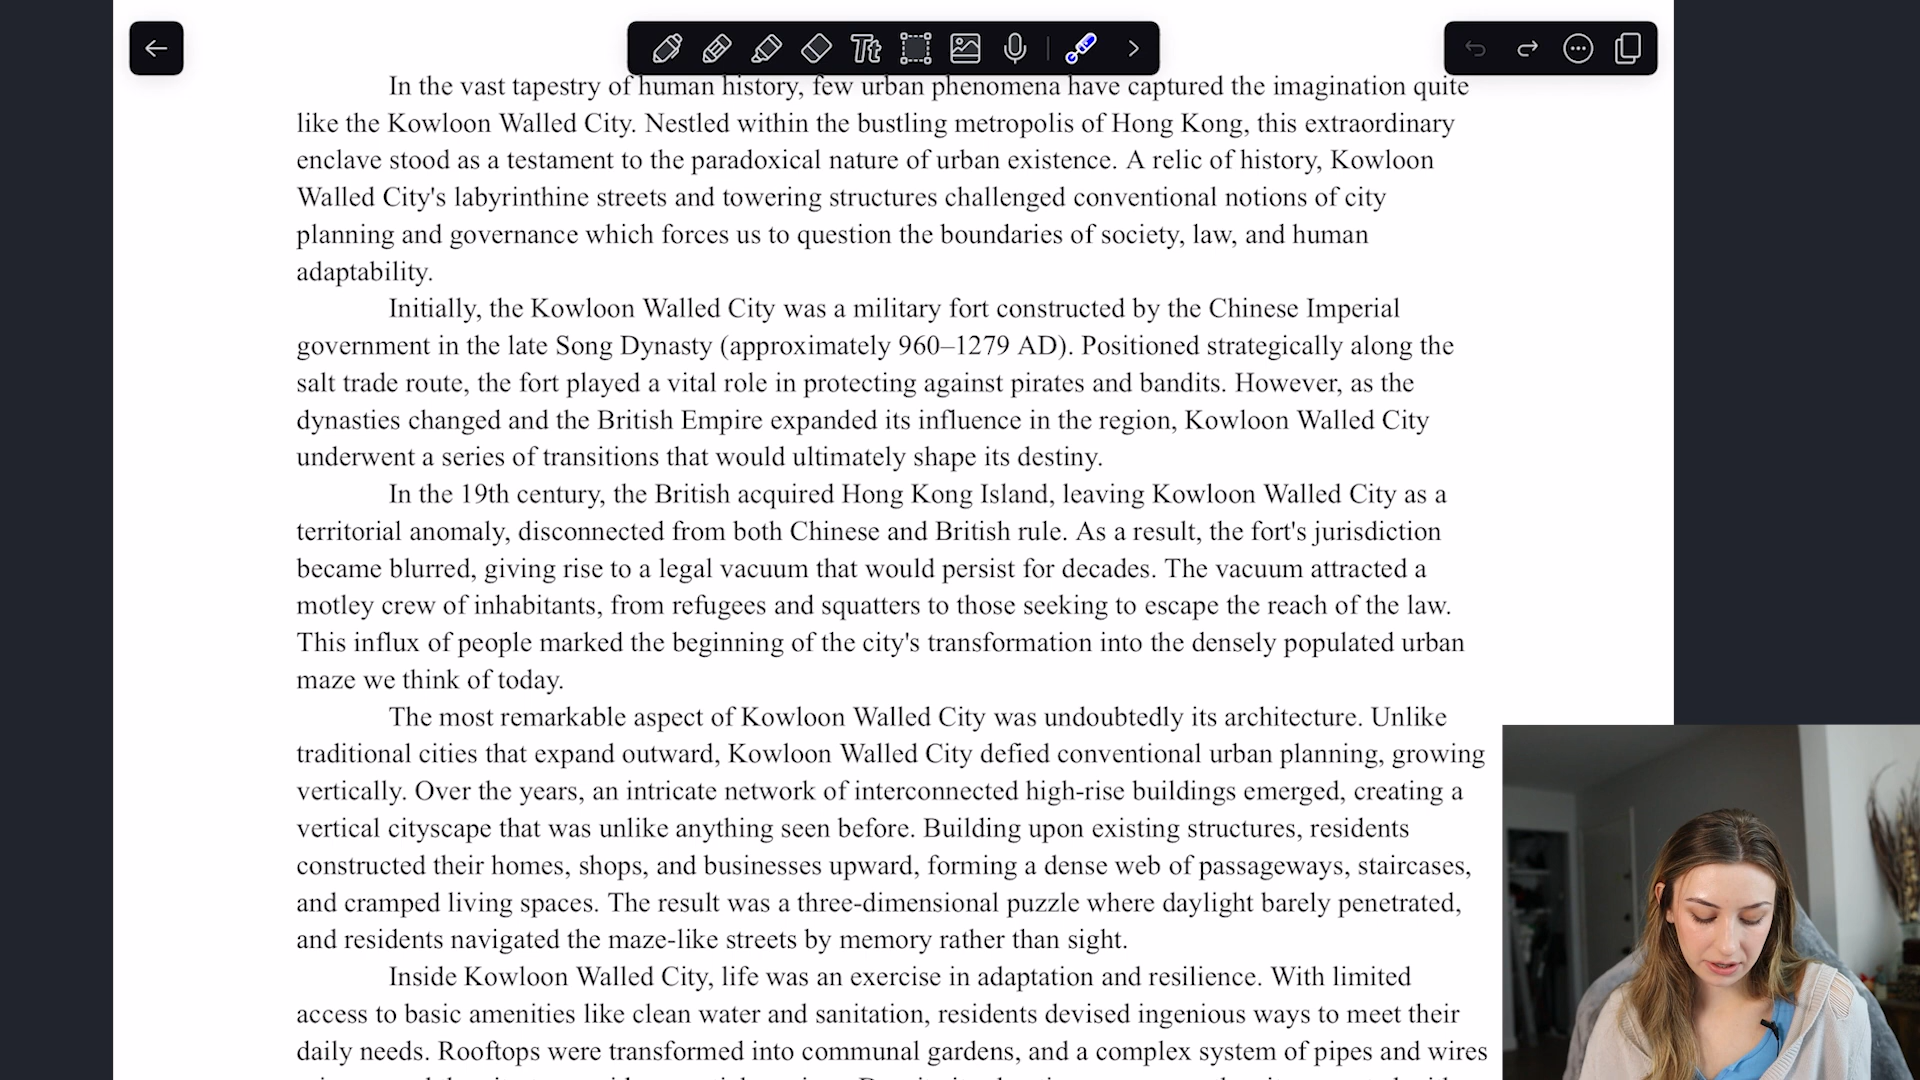 Tt
In the vast tapestry of human history, few urban phenomena have captured the imagination quite
like the Kowloon Walled City. Nestled within the bustling metropolis of Hong Kong, this extraordinary
enclave stood as a testament to the paradoxical nature of urban existence. A relic of history, Kowloon
Walled City's labyrinthine streets and towering structures challenged conventional notions of city
planning and governance which forces us to question the boundaries of society, law, and human
adaptability.
Initially, the Kowloon Walled City was a military fort constructed by the Chinese Imperial
government in the late Song Dynasty (approximately 960–1279 AD). Positioned strategically along the
salt trade route, the fort played a vital role in protecting against pirates and bandits. However, as the
dynasties changed and the British Empire expanded its influence in the region, Kowloon Walled City
underwent a series of transitions that would ultimately shape its destiny.
In the 19th century, the British acquired Hong Kong Island, leaving Kowloon Walled City as a
territorial anomaly, disconnected from both Chinese and British rule. As a result, the fort's jurisdiction
became blurred, giving rise to a legal vacuum that would persist for decades. The vacuum attracted a
motley crew of inhabitants, from refugees and squatters to those seeking to escape the reach of the law.
This influx of people marked the beginning of the city's transformation into the densely populated urban
maze we think of today.
The most remarkable aspect of Kowloon Walled City was undoubtedly its architecture. Unlike
traditional cities that expand outward, Kowloon Walled City defied conventional urban planning, growing
vertically. Over the years, an intricate network of interconnected high-rise buildings emerged, creating a
vertical cityscape that was unlike anything seen before. Building upon existing structures, residents
constructed their homes, shops, and businesses upward, forming a dense web of passageways, staircases,
and cramped living spaces. The result was a three-dimensional puzzle where daylight barely penetrated,
and residents navigated the maze-like streets by memory rather than sight.
Inside Kowloon Walled City, life was an exercise in adaptation and resilience. With limited
access to basic amenities like clean water and sanitation, residents devised ingenious ways to meet their
daily needs. Rooftops were transformed into communal gardens, and a complex system of pipes and wires